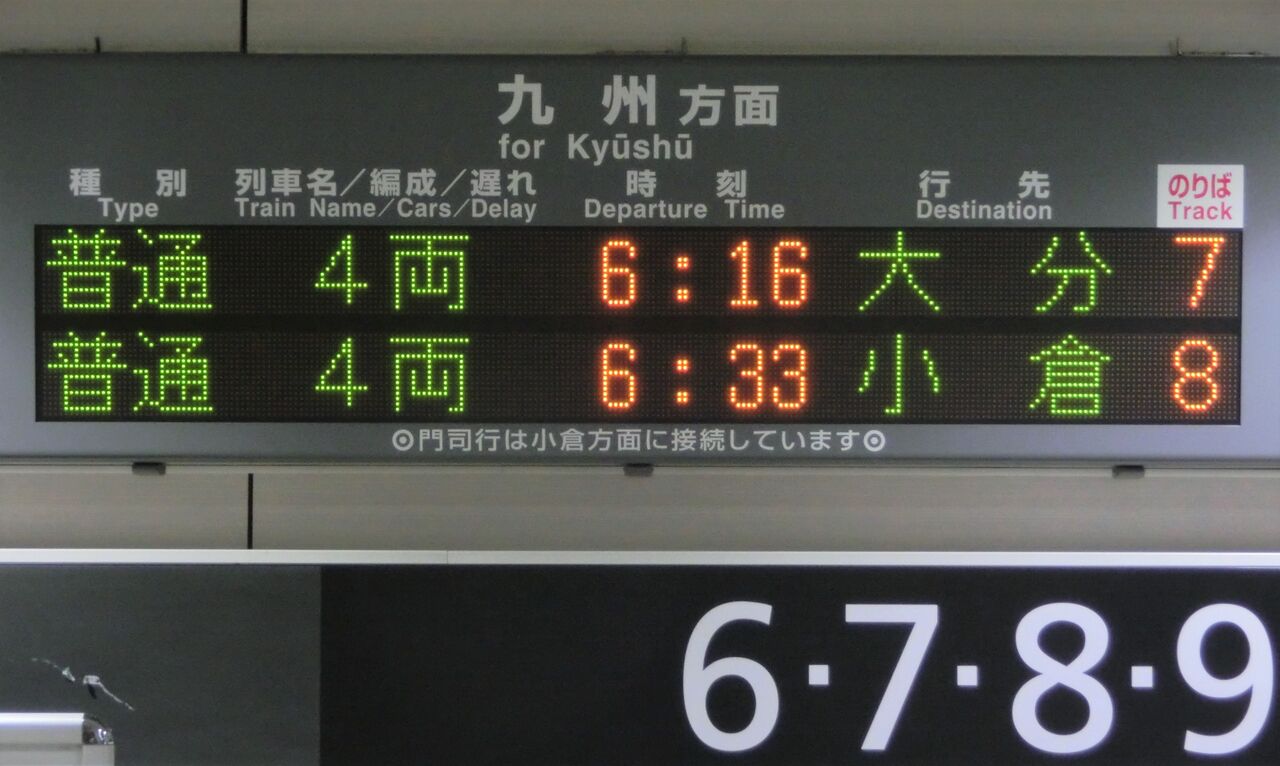 九州方面
for Kyūshū
種別 列車名/編成/遅れ 時刻 行先 のりば
Type Train Name/Cars/Delay Departure Time Destination Track
普通 4両 6:16 大分 7
普通 4両 6:33 小倉 8
◎門司行は小倉方面に接続しています◎
6·7·8·9